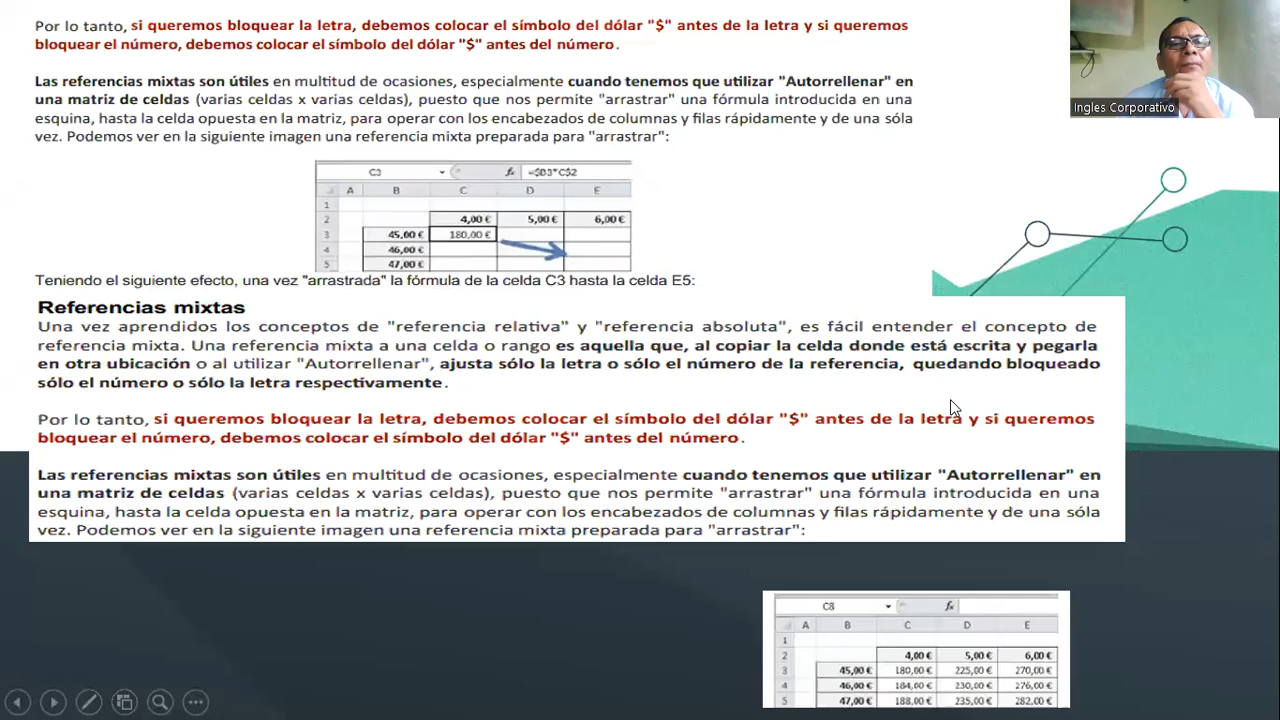 Por lo tanto, si queremos bloquear la letra, debemos colocar el símbolo del dólar "$" antes de la letra y si queremos
bloquear el número, debemos colocar el símbolo del dólar "$" antes del número.
Las referencias mixtas son útiles en multitud de ocasiones, especialmente cuando tenemos que utilizar "Autorrellenar" en
una matriz de celdas (varias celdas x varias celdas), puesto que nos permite "arrastrar" una fórmula introducida en
esquina, hasta la celda opuesta en la matriz, para operar con los encabezados de columnas y filas rápidamente y de una sóla
vez. Podemos ver en la siguiente imagen una referencia mixta preparada para "arrastrar":
Ingles Corporativo
C3 fx =$B3*C$2
A B C D E
1
2 4,00 € 5,00 € 6,00 €
3 45,00 € 180,00 €
4 46,00 €
5 47,00 €
Teniendo el siguiente efecto, una vez "arrastrada" la fórmula de la celda C3 hasta la celda E5:
Referencias mixtas
Una vez aprendidos los conceptos de "referencia relativa" y "referencia absoluta", es fácil entender el concepto de
referencia mixta. Una referencia mixta a una celda o rango es aquella que, al copiar la celda donde está escrita y pegarla
en otra ubicación o al utilizar "Autorrellenar", ajusta sólo la letra o sólo el número de la referencia, quedando bloqueado
sólo el número o sólo la letra respectivamente.
Por lo tanto, si queremos bloquear la letra, debemos colocar el símbolo del dólar "$" antes de la letra y si queremos
bloquear el número, debemos colocar el símbolo del dólar "$" antes del número.
Las referencias mixtas son útiles en multitud de ocasiones, especialmente cuando tenemos que utilizar "Autorrellenar" en
una matriz de celdas (varias celdas x varias celdas), puesto que nos permite "arrastrar" una fórmula introducida en una
esquina, hasta la celda opuesta en la matriz, para operar con los encabezados de columnas y filas rápidamente y de una sóla
vez. Podemos ver en la siguiente imagen una referencia mixta preparada para "arrastrar":
C8 fx
A B C D E
1
2 4,00 € 5,00 € 6,00 €
3 45,00 € 180,00 € 225,00 € 270,00 €
4 46,00 € 184,00 € 230,00 € 276,00 €
5 47,00 € 188,00 € 235,00 € 282,00 €